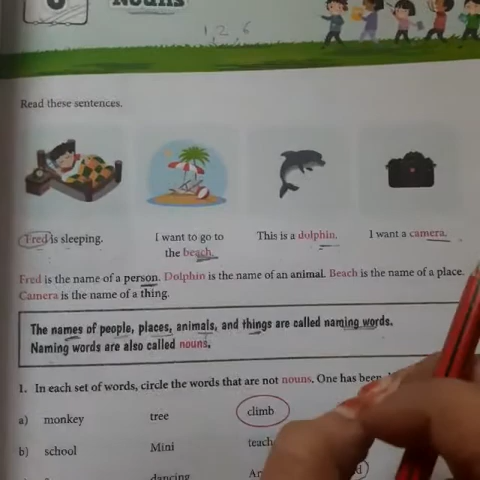 Nouns
1, 2, 6
Read these sentences.
Fred is sleeping.
I want to go to
the beach.
This is a dolphin.
I want a camera.
Fred is the name of a person. Dolphin is the name of an animal. Beach is the name of a place.
Camera is the name of a thing.
The names of people, places, animals, and things are called naming words.
Naming words are also called nouns.
1. In each set of words, circle the words that are not nouns. One has been
a) monkey tree climb
b) school Mini teach
dancing